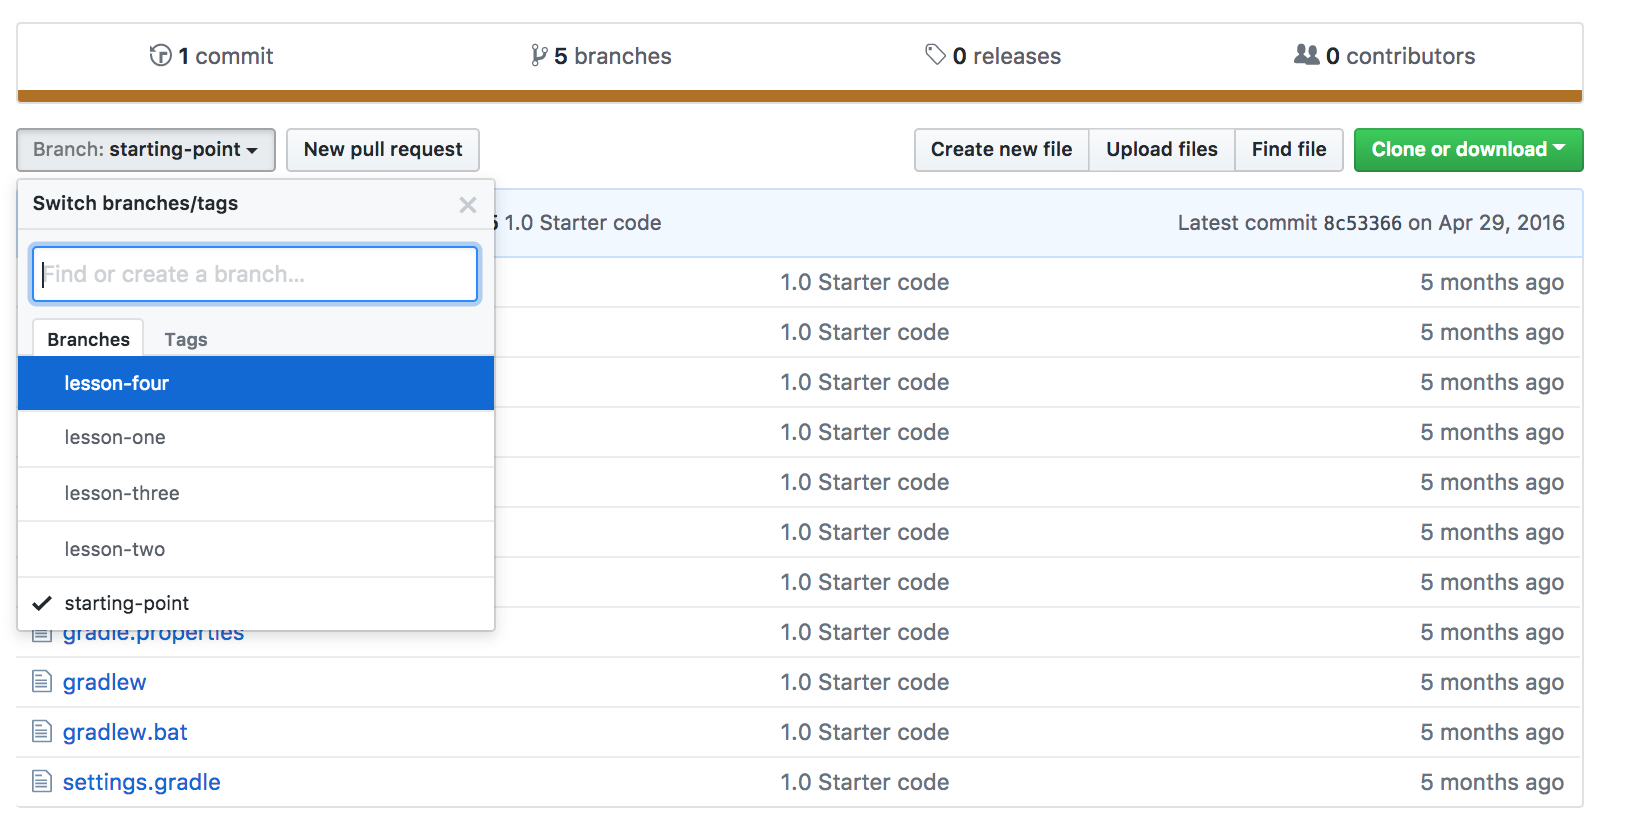 1 commit
5 branches
0 releases
0 contributors
Branch: starting-point
New pull request
Create new file
Upload files
Find file
Clone or download
Switch branches/tags
1.0 Starter code
Latest commit 8c53366 on Apr 29, 2016
Find or create a branch...
1.0 Starter code
5 months ago
1.0 Starter code
5 months ago
Branches
Tags
lesson-four
1.0 Starter code
5 months ago
lesson-one
1.0 Starter code
5 months ago
lesson-three
1.0 Starter code
5 months ago
lesson-two
1.0 Starter code
5 months ago
starting-point
1.0 Starter code
5 months ago
gradle.properties
1.0 Starter code
5 months ago
gradlew
1.0 Starter code
5 months ago
gradlew.bat
1.0 Starter code
5 months ago
settings.gradle
1.0 Starter code
5 months ago